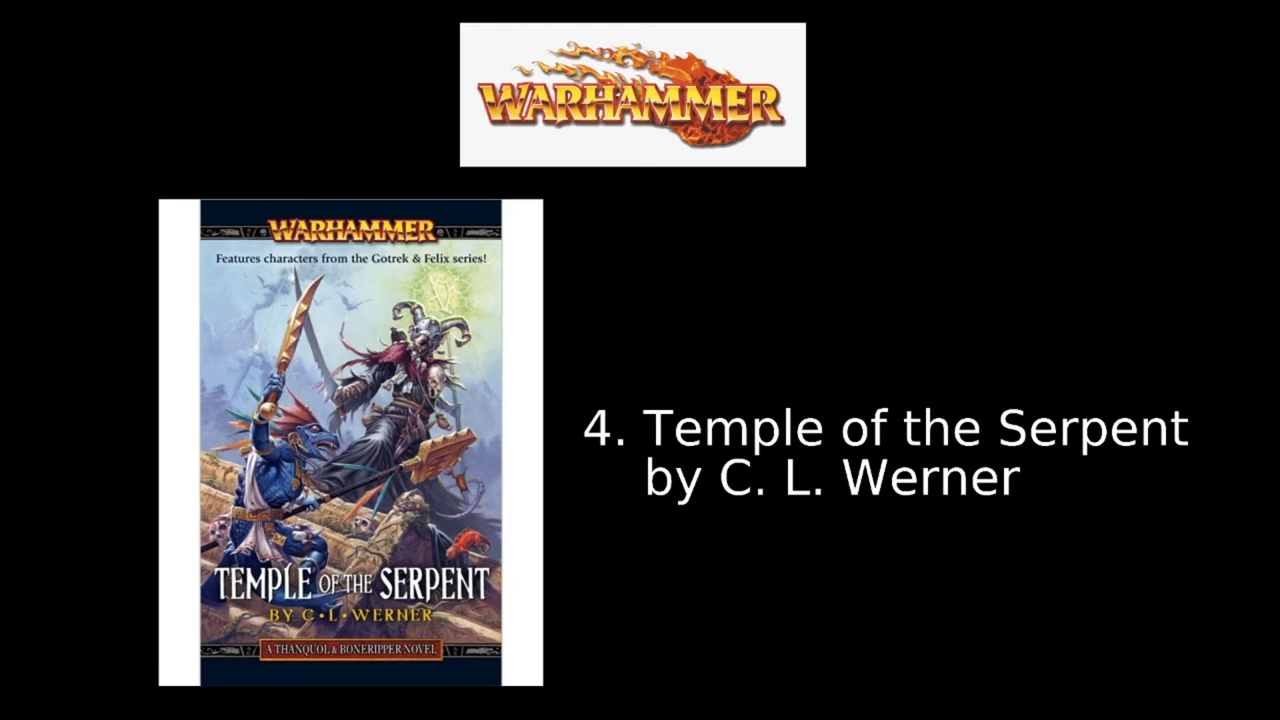 WARHAMMER
WARHAMMER
Features characters from the Gotrek & Felix series!
TEMPLE OF THE SERPENT
BY C•L•WERNER
A THANQUOL & BONERIPPER NOVEL
4. Temple of the Serpent
by C. L. Werner